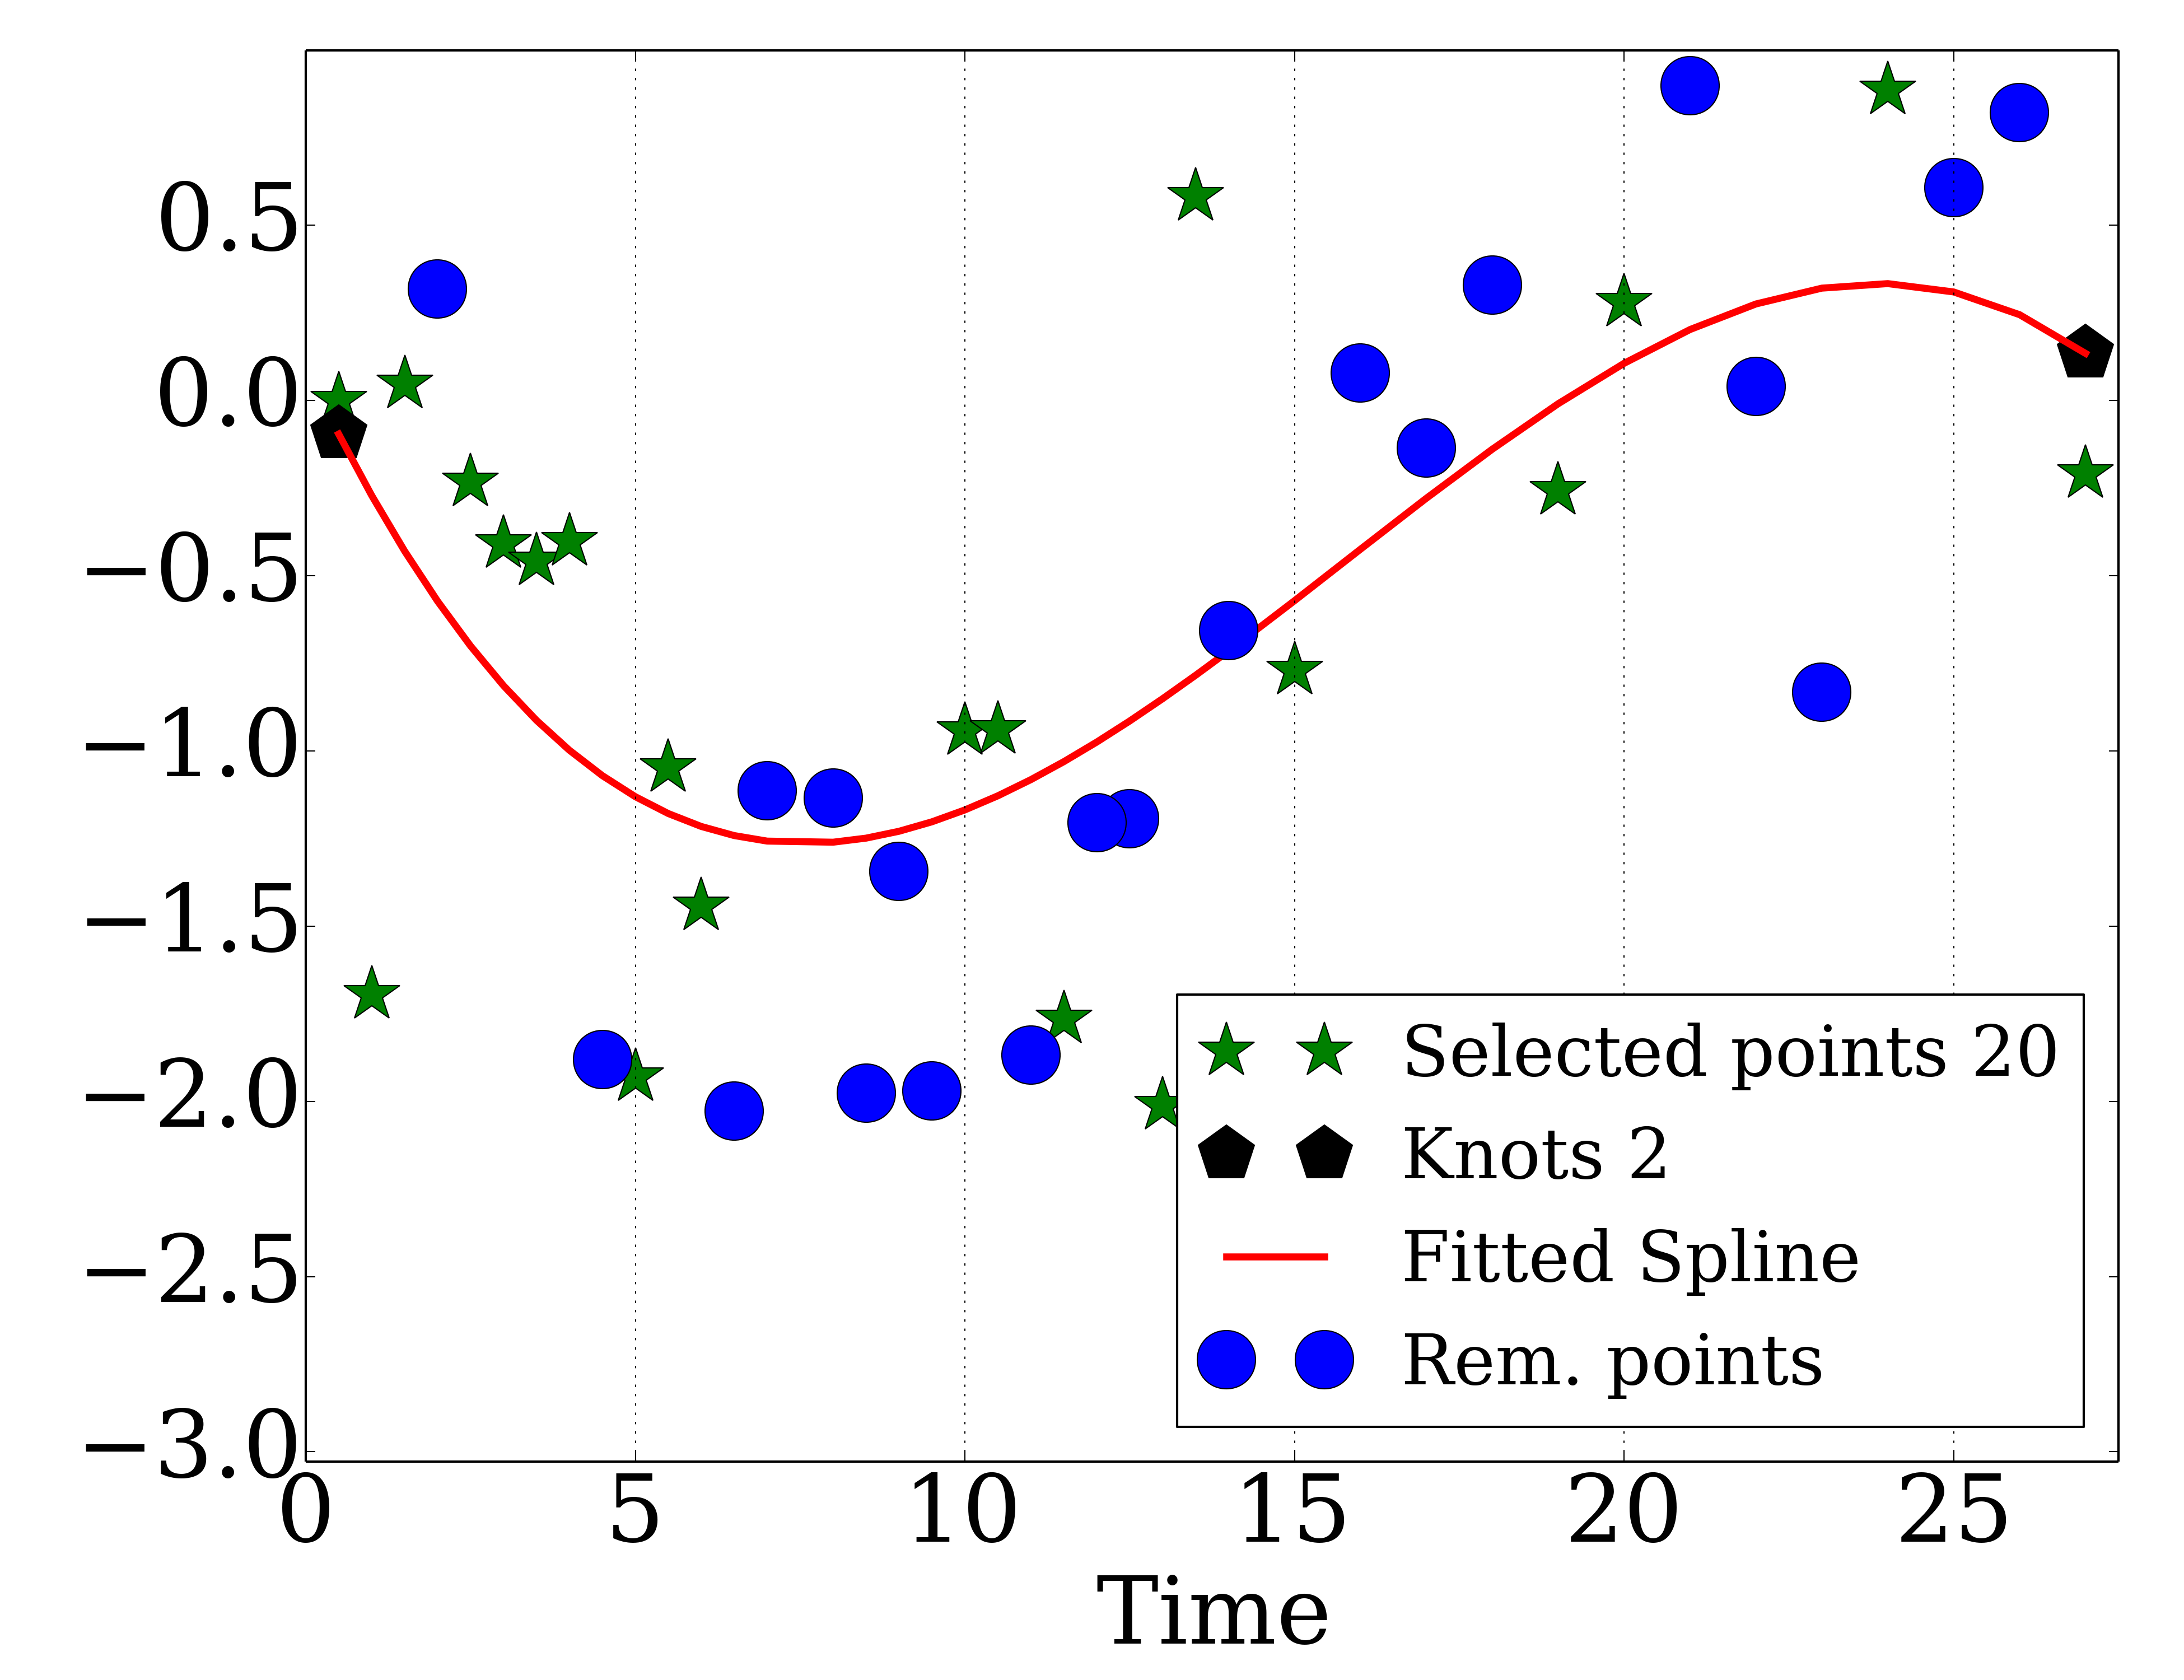 0.5
0.0
−0.5
−1.0
−1.5
−2.0
−2.5
−3.0
0 5 10 15 20 25
Time
Selected points 20
Knots 2
Fitted Spline
Rem. points